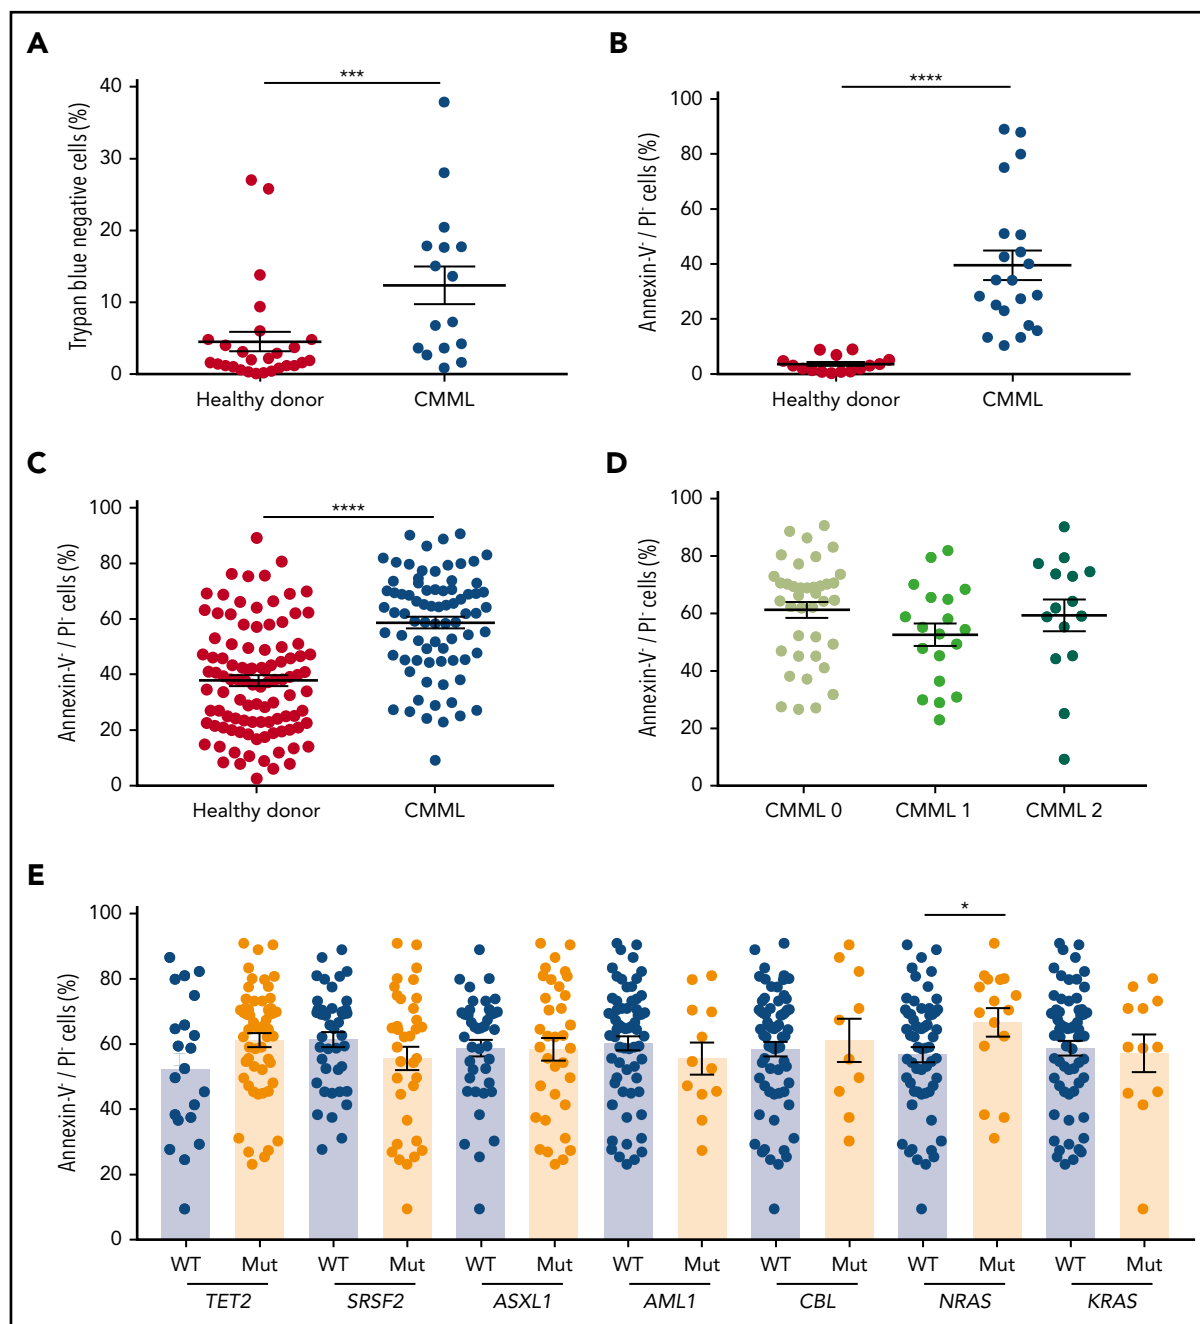 A
Trypan blue negative cells (%)
40
30
20
10
0
***
Healthy donor
CMML
B
Annexin-V⁻ / PI⁻ cells (%)
100
80
60
40
20
0
****
Healthy donor
CMML
C
Annexin-V⁻ / PI⁻ cells (%)
100
80
60
40
20
0
****
Healthy donor
CMML
D
Annexin-V⁻ / PI⁻ cells (%)
100
80
60
40
20
0
CMML 0
CMML 1
CMML 2
E
Annexin-V⁻ / PI⁻ cells (%)
100
80
60
40
20
0
*
WT Mut WT Mut WT Mut WT Mut WT Mut WT Mut WT Mut
TET2 SRSF2 ASXL1 AML1 CBL NRAS KRAS